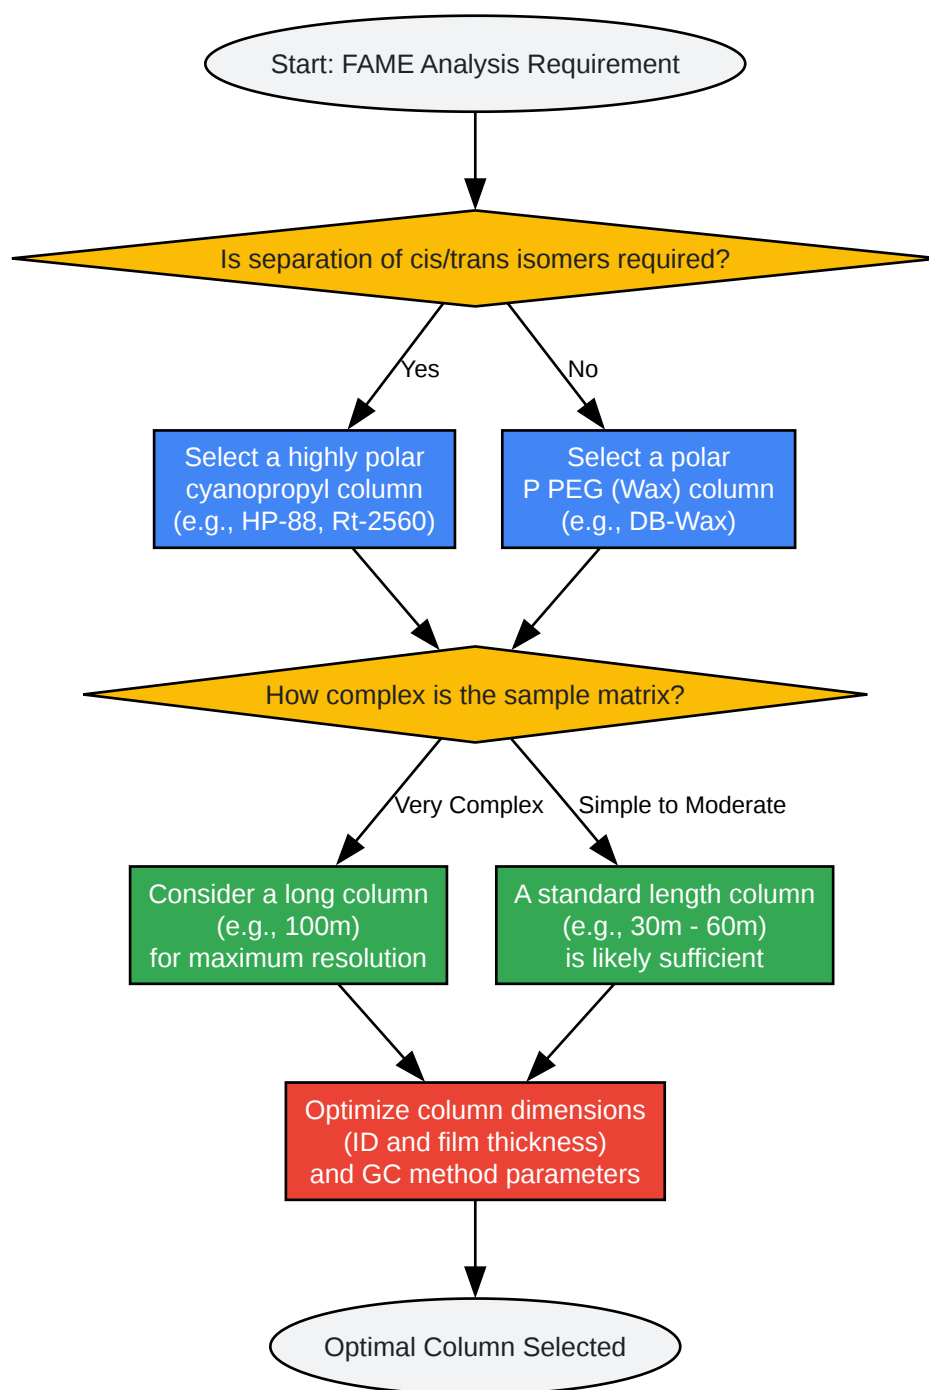 Start: FAME Analysis Requirement
Is separation of cis/trans isomers required?
Yes
No
Select a highly polar
cyanopropyl column
(e.g., HP-88, Rt-2560)
Select a polar
P PEG (Wax) column
(e.g., DB-Wax)
How complex is the sample matrix?
Very Complex
Simple to Moderate
Consider a long column
(e.g., 100m)
for maximum resolution
A standard length column
(e.g., 30m - 60m)
is likely sufficient
Optimize column dimensions
(ID and film thickness)
and GC method parameters
Optimal Column Selected